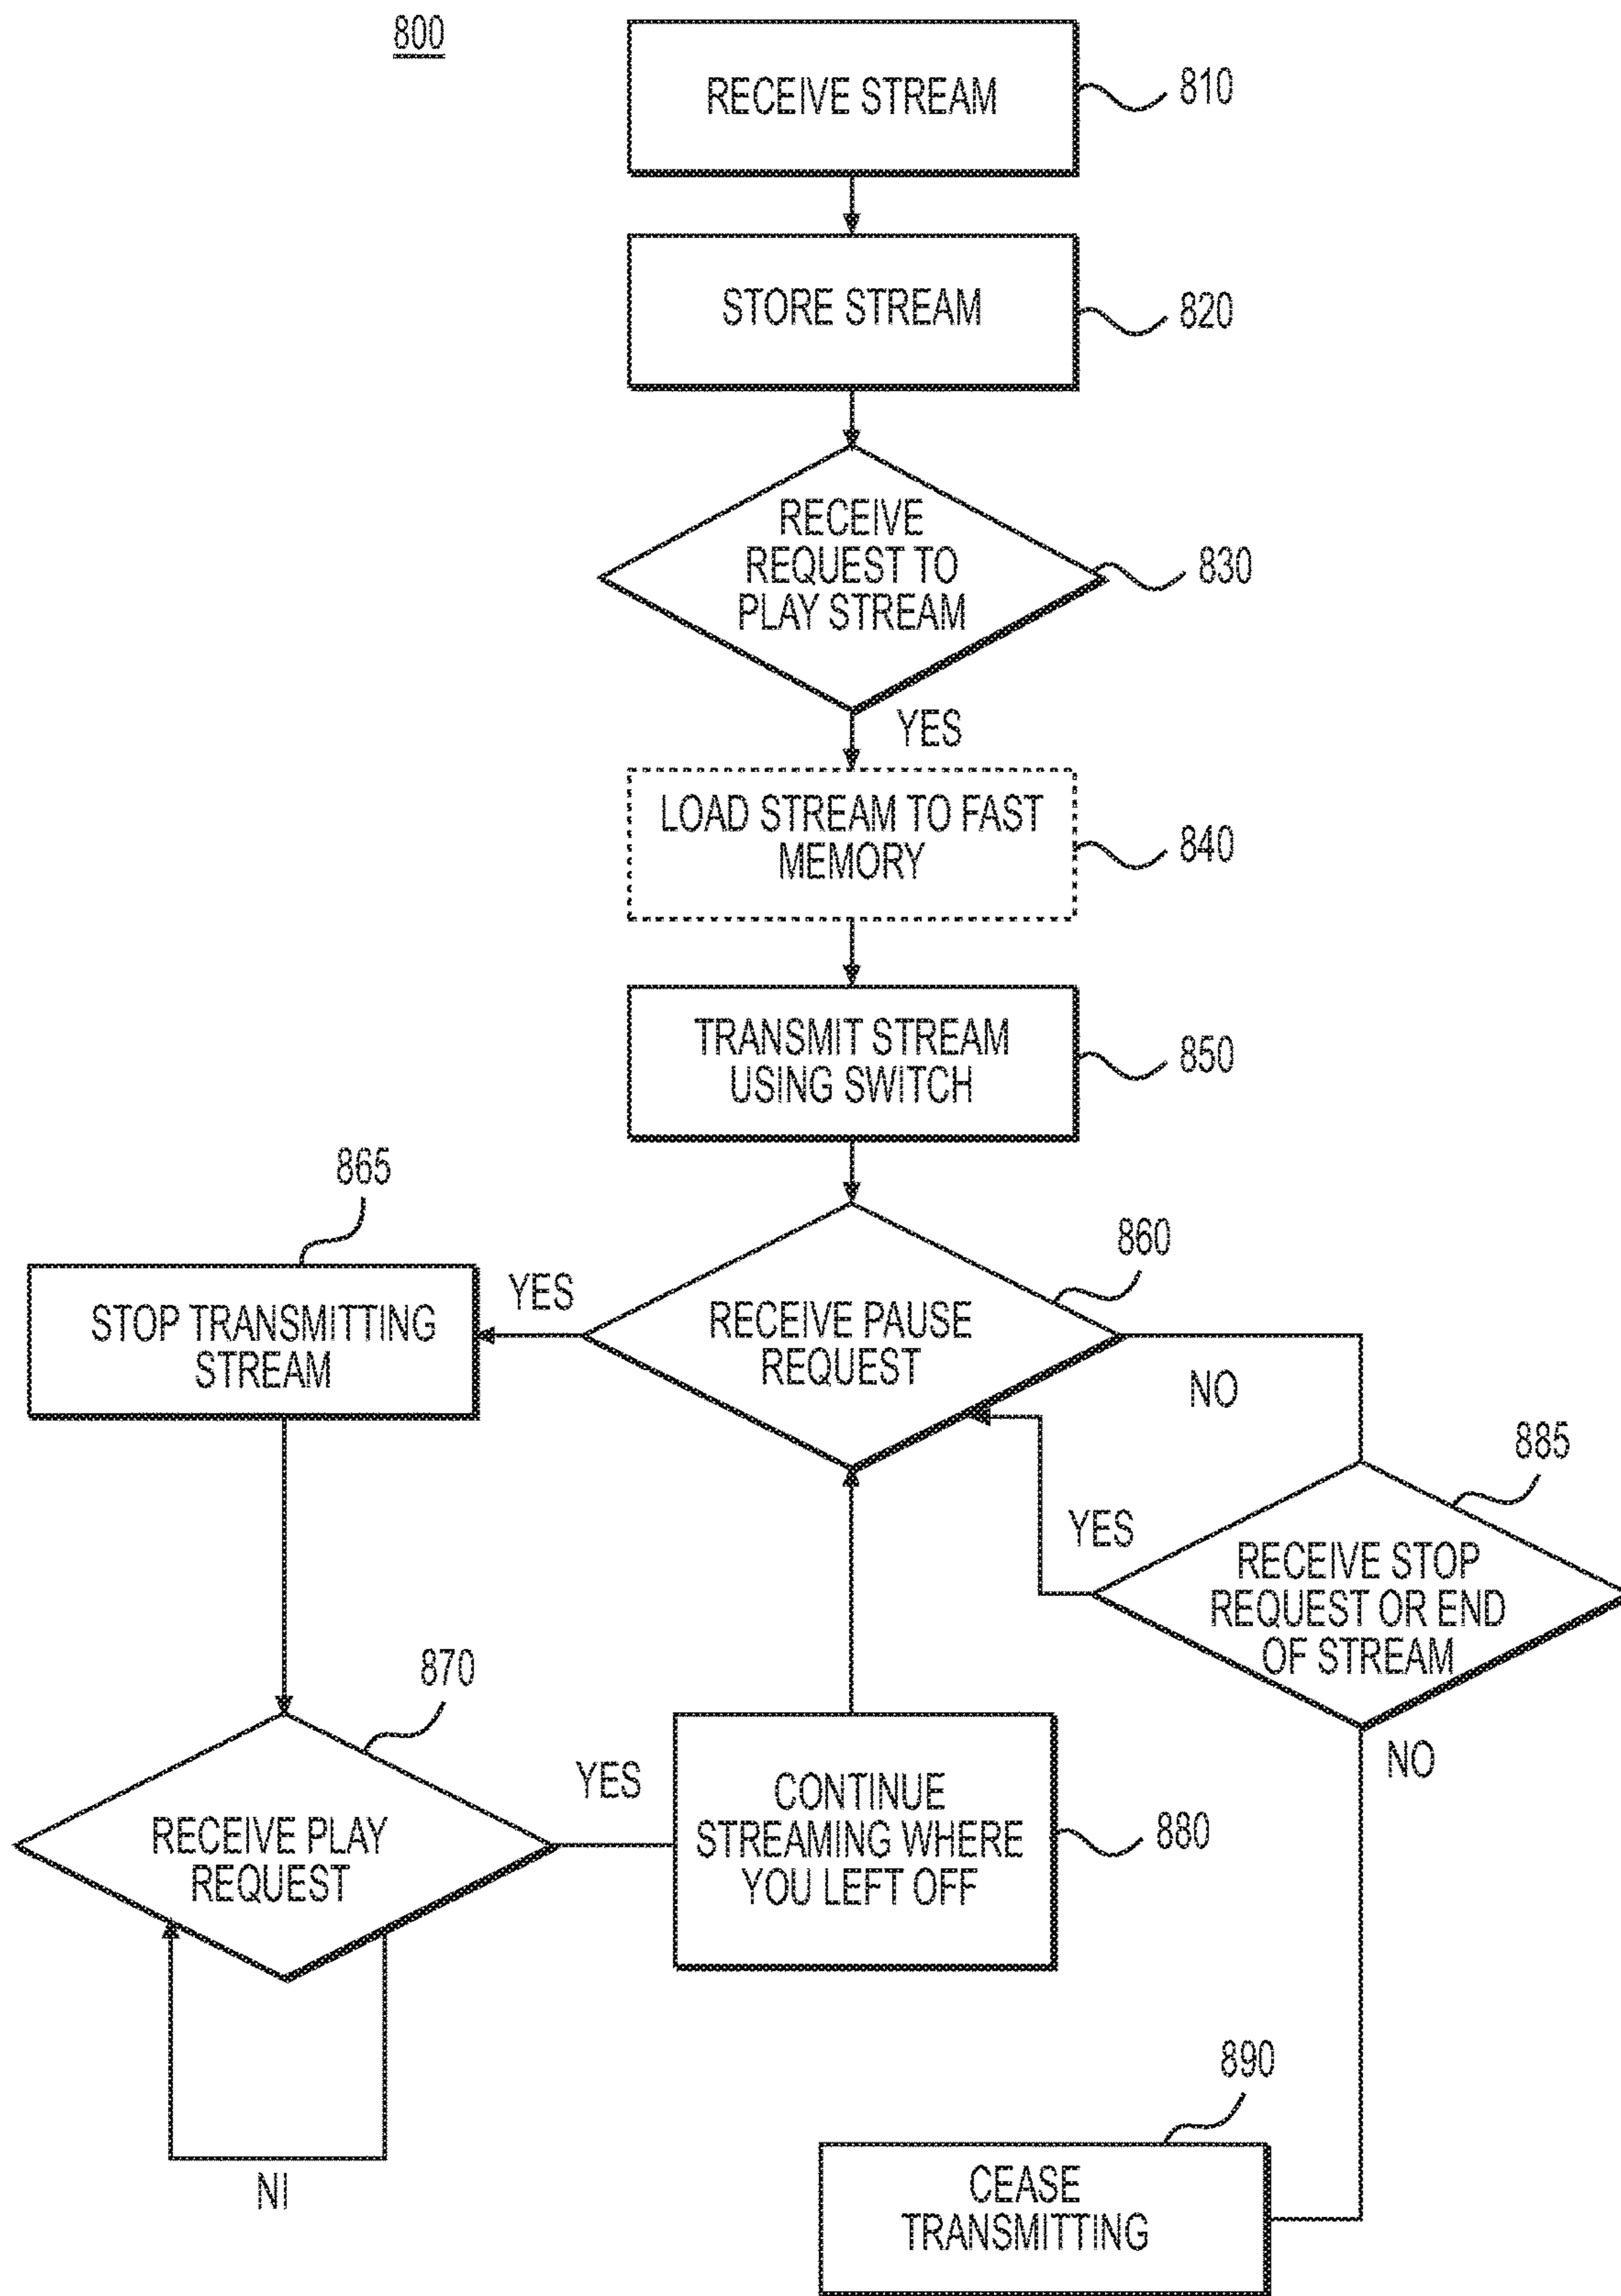 800
RECEIVE STREAM
810
STORE STREAM
820
RECEIVE
REQUEST TO
PLAY STREAM
830
YES
LOAD STREAM TO FAST
MEMORY
840
TRANSMIT STREAM
USING SWITCH
850
865
STOP TRANSMITTING
STREAM
YES
RECEIVE PAUSE
REQUEST
860
NO
885
YES
RECEIVE STOP
REQUEST OR END
OF STREAM
NO
870
RECEIVE PLAY
REQUEST
YES
CONTINUE
STREAMING WHERE
YOU LEFT OFF
880
NI
890
CEASE
TRANSMITTING